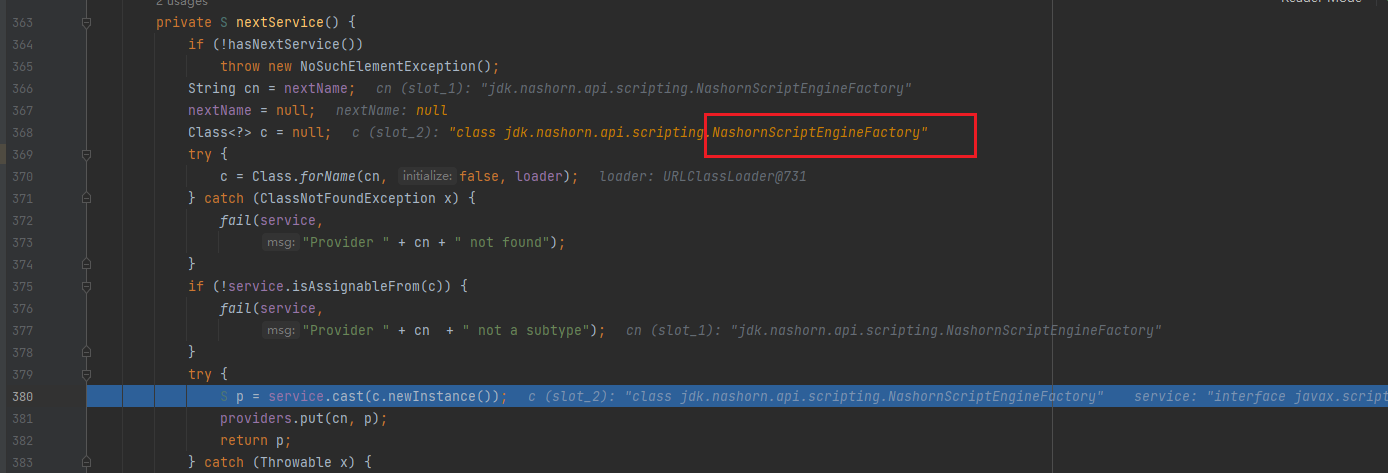 2 usages
Reader Mode
363 private S nextService() {
364 if (!hasNextService())
365 throw new NoSuchElementException();
366 String cn = nextName; cn (slot_1): "jdk.nashorn.api.scripting.NashornScriptEngineFactory"
367 nextName = null; nextName: null
368 Class<?> c = null; c (slot_2): "class jdk.nashorn.api.scripting.NashornScriptEngineFactory"
369 try {
370 c = Class.forName(cn, initialize: false, loader); loader: URLClassLoader@731
371 } catch (ClassNotFoundException x) {
372 fail(service,
373 msg: "Provider " + cn + " not found");
374 }
375 if (!service.isAssignableFrom(c)) {
376 fail(service,
377 msg: "Provider " + cn  + " not a subtype"); cn (slot_1): "jdk.nashorn.api.scripting.NashornScriptEngineFactory"
378 }
379 try {
380 S p = service.cast(c.newInstance()); c (slot_2): "class jdk.nashorn.api.scripting.NashornScriptEngineFactory" service: "interface javax.script
381 providers.put(cn, p);
382 return p;
383 } catch (Throwable x) {